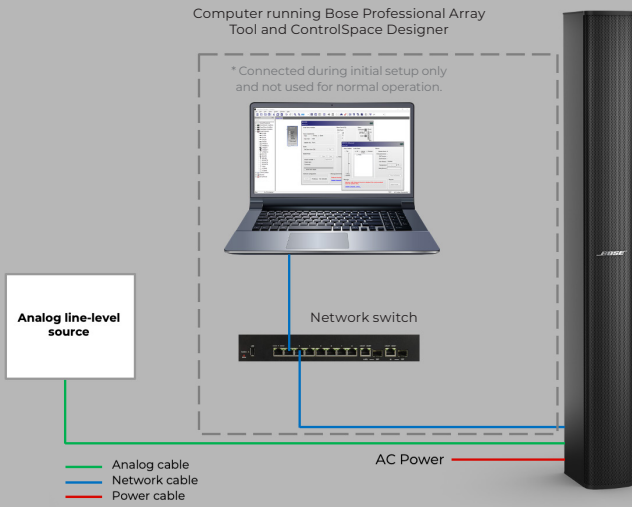 Computer running Bose Professional Array
Tool and ControlSpace Designer
* Connected during initial setup only
and not used for normal operation.
Network switch
Analog line-level
source
BOSE
AC Power
Analog cable
Network cable
Power cable